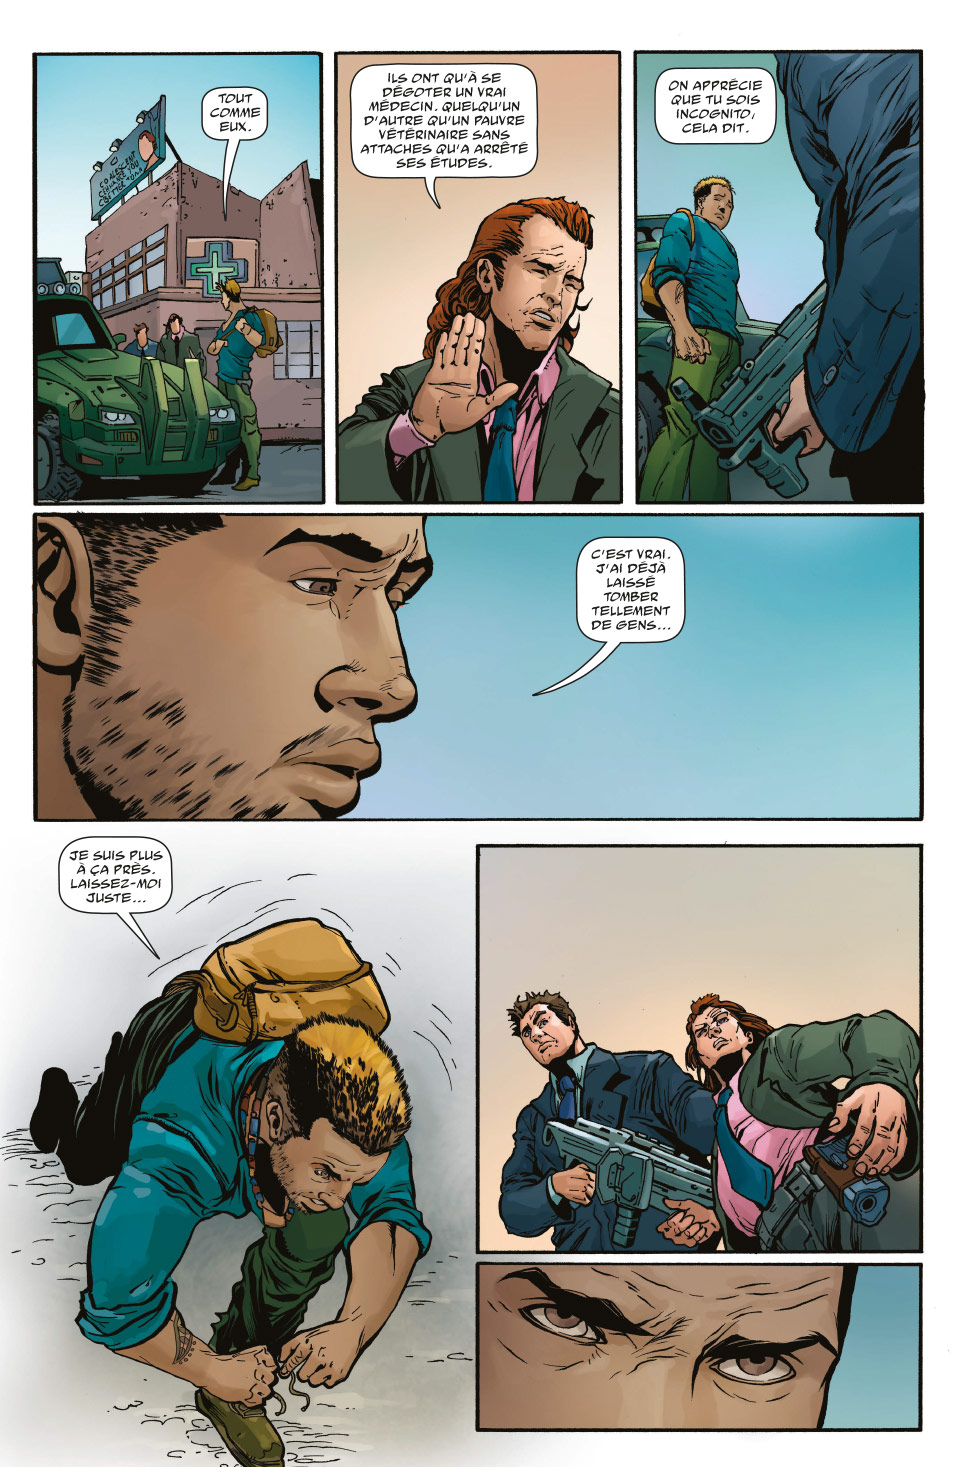 TOUT
COMME
EUX.
ILS ONT QU'À SE
DÉGOTER UN VRAI
MÉDECIN. QUELQU'UN
D'AUTRE QU'UN PAUVRE
VÉTÉRINAIRE SANS
ATTACHES QU'A ARRÊTÉ
SES ÉTUDES.
ON APPRÉCIE
QUE TU SOIS
INCOGNITO,
CELA DIT.
C'EST VRAI.
J'AI DÉJÀ
LAISSÉ
TOMBER
TELLEMENT
DE GENS...
JE SUIS PLUS
À ÇA PRÈS.
LAISSEZ-MOI
JUSTE...